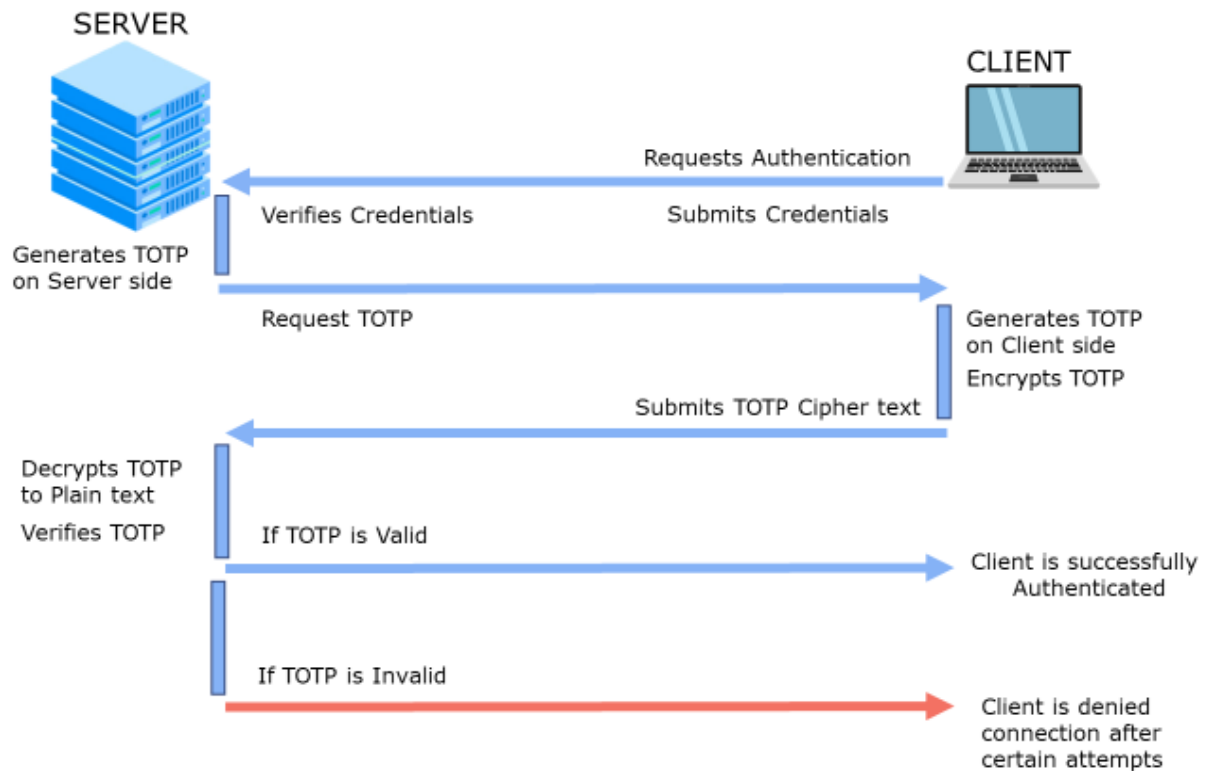 SERVER
CLIENT
Requests Authentication
Verifies Credentials
Submits Credentials
Generates TOTP
on Server side
Request TOTP
Generates TOTP
on Client side
Encrypts TOTP
Submits TOTP Cipher text
Decrypts TOTP
to Plain text
Verifies TOTP
If TOTP is Valid
Client is successfully
Authenticated
If TOTP is Invalid
Client is denied
connection after
certain attempts